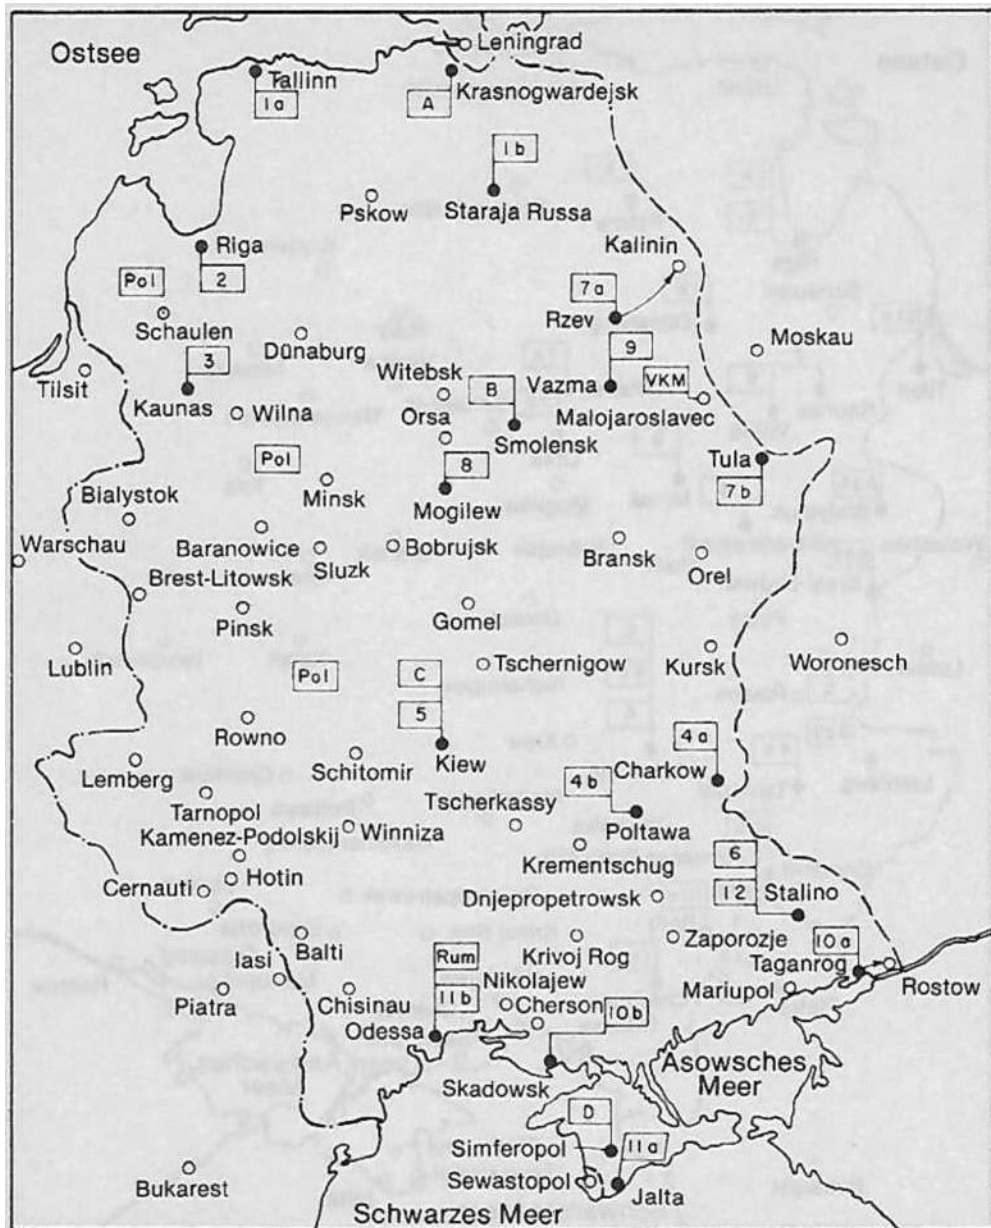 Ostsee
Leningrad
Tallinn
1a
A
Krasnogwardejsk
1b
Pskow
Staraja Russa
Riga
2
Kalinin
Pol
7a
Schaulen
Rzev
3
Dünaburg
9
Moskau
Tilsit
Witebsk
B
Vazma
VKM
Kaunas
Wilna
Orsa
Malojaroslavec
Smolensk
Pol
8
Tula
Minsk
7b
Bialystok
Mogilew
Warschau
Baranowice
Bobrujsk
Bransk
Sluzk
Orel
Brest-Litowsk
Pinsk
Gomel
Lublin
Pol
C
Tschernigow
Kursk
Woronesch
5
Rowno
4a
Lemberg
Schitomir
Kiew
4b
Charkow
Tarnopol
Tscherkassy
Kamenez-Podolskij
Winniza
Poltawa
Krementschug
6
Cernauti
Hotin
Dnjepropetrowsk
12
Stalino
Balti
Rum
Krivoj Rog
Zaporozje
10a
Iasi
Nikolajew
Taganrog
Piatra
Chisinau
11b
Cherson
Mariupol
Rostow
Odessa
10b
Skadowsk
Asowsches
Meer
D
Simferopol
11a
Bukarest
Sewastopol
Jalta
Schwarzes Meer